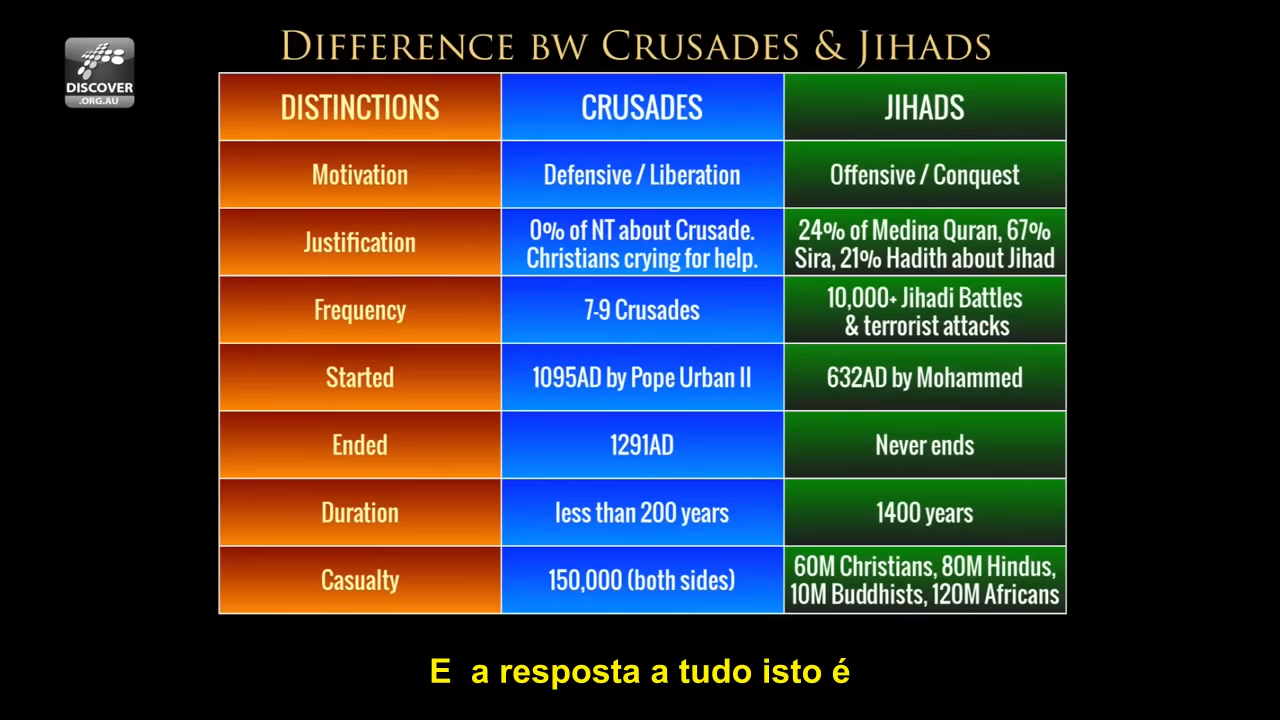 DISCOVER
.ORG.AU
DIFFERENCE BW CRUSADES & JIHADS
DISTINCTIONS CRUSADES JIHADS
Motivation Defensive / Liberation Offensive / Conquest
Justification
0% of NT about Crusade.
Christians crying for help.
24% of Medina Quran, 67%
Sira, 21% Hadith about Jihad
Frequency 7-9 Crusades
10,000+ Jihadi Battles
& terrorist attacks
Started 1095AD by Pope Urban II 632AD by Mohammed
Ended 1291AD Never ends
Duration less than 200 years 1400 years
Casualty 150,000 (both sides)
60M Christians, 80M Hindus,
10M Buddhists, 120M Africans
E a resposta a tudo isto é